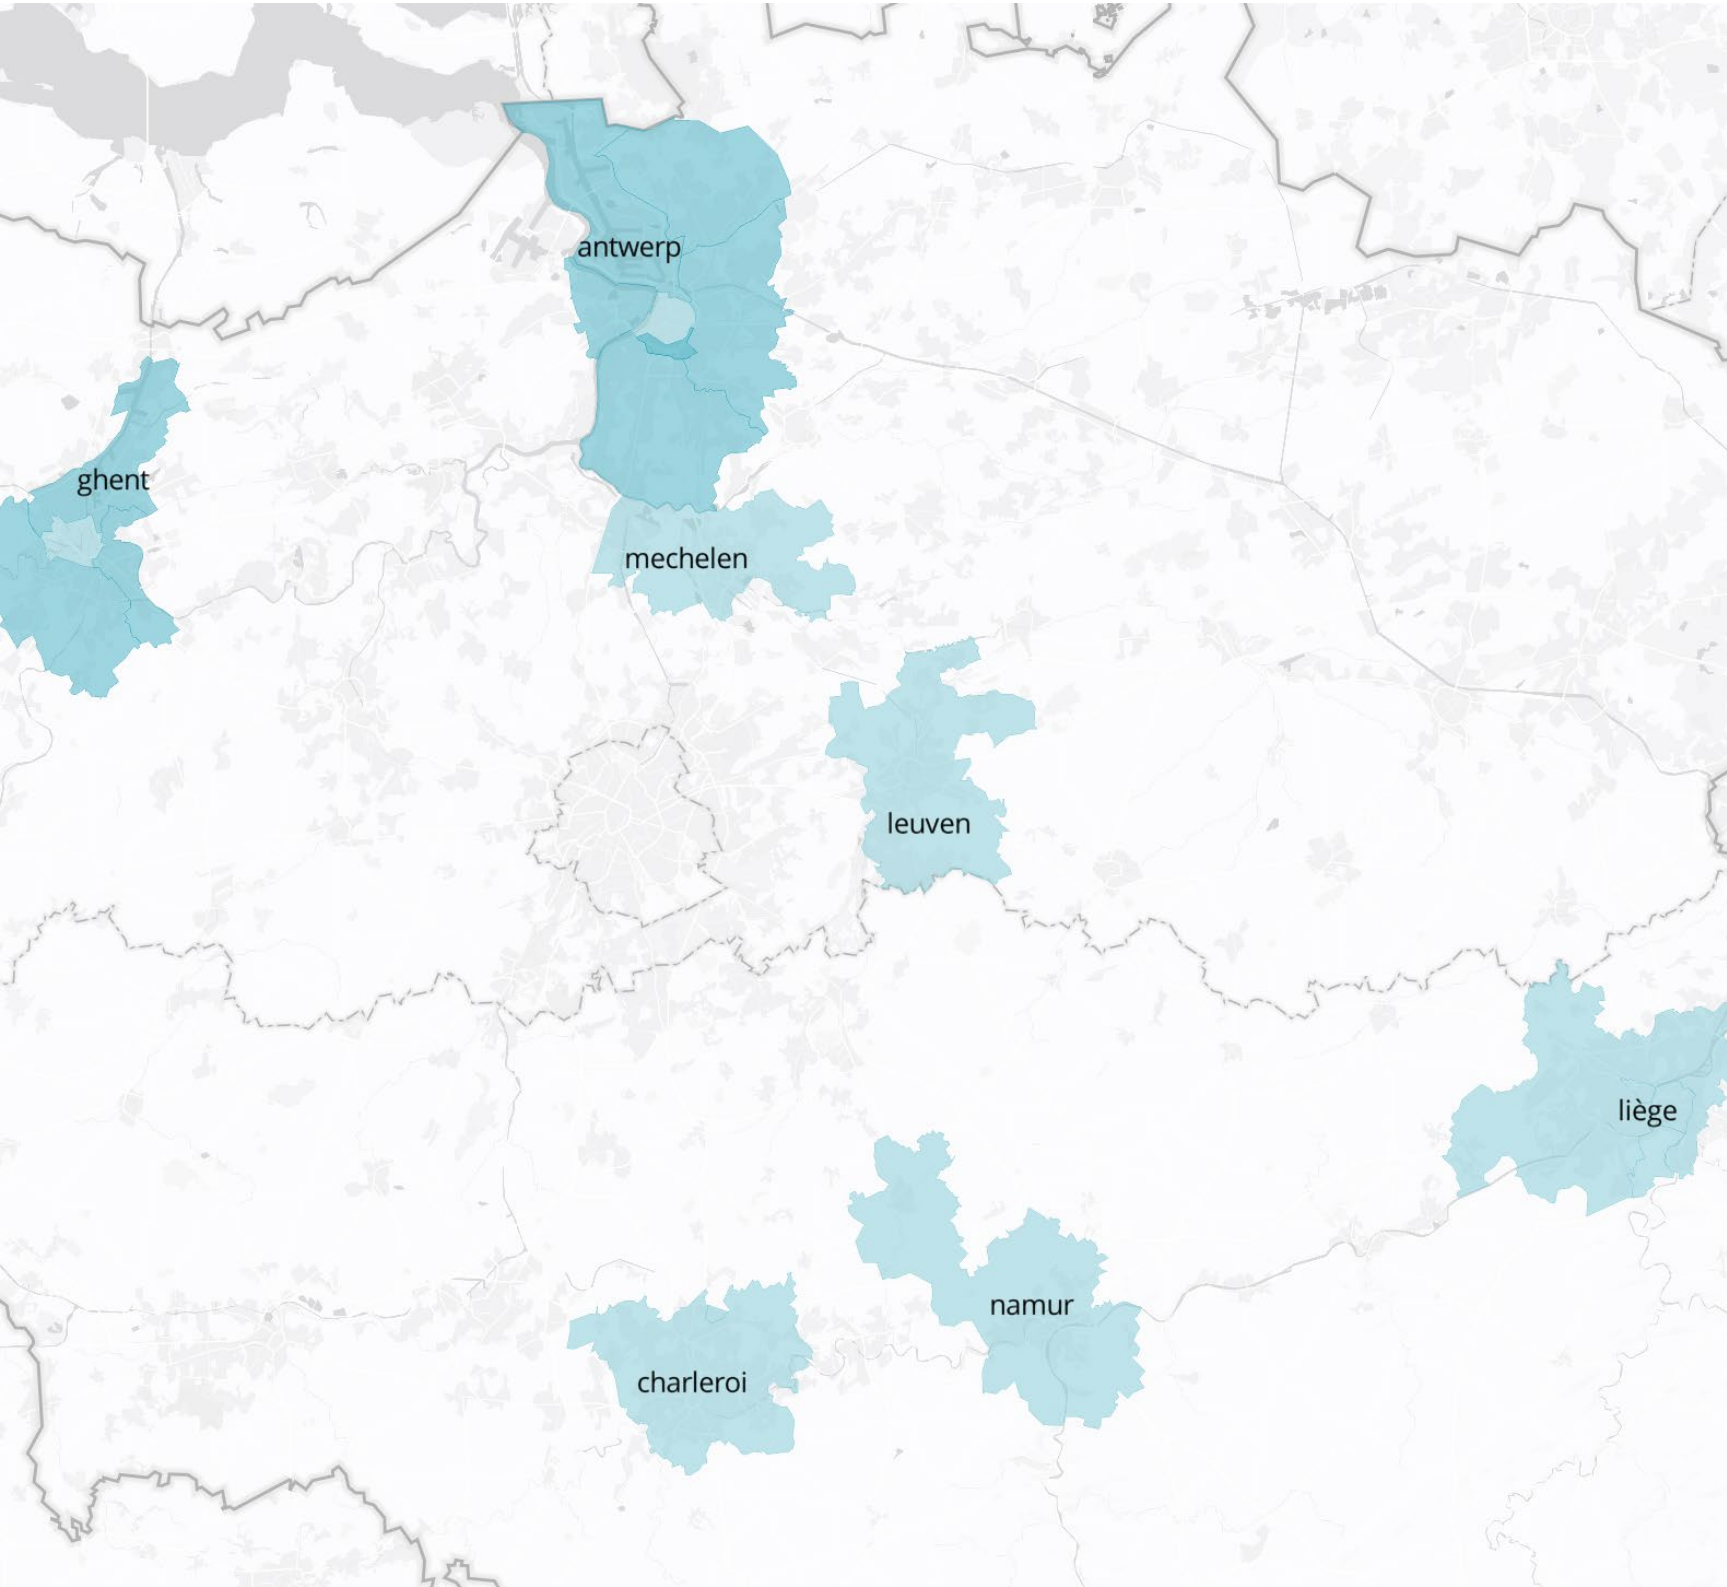 antwerp
ghent
mechelen
leuven
liège
namur
charleroi